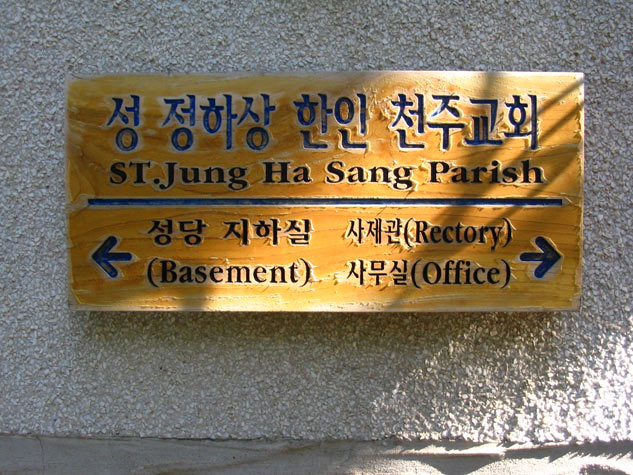 성 정하상 한인 천주교회
ST.Jung Ha Sang Parish
성당 지하실
(Basement)
사제관(Rectory)
사무실(Office)